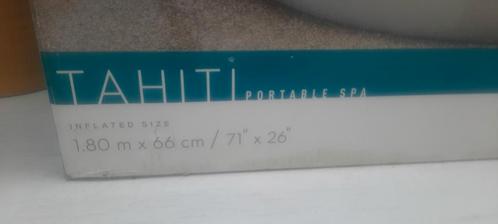 TAHITI PORTABLE SPA
INFLATED SIZE
1.80 m x 66 cm / 71" x 26"